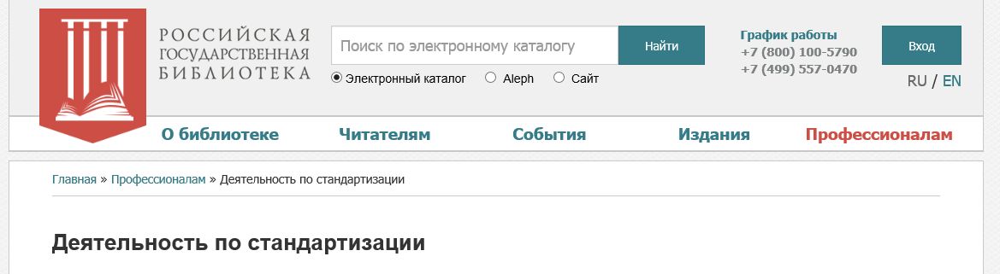 РОССИЙСКАЯ
ГОСУДАРСТВЕННАЯ
БИБЛИОТЕКА
Поиск по электронному каталогу
Найти
Электронный каталог Aleph Сайт
График работы
+7 (800) 100-5790
+7 (499) 557-0470
Вход
RU / EN
О библиотеке Читателям События Издания Профессионалам
Главная » Профессионалам » Деятельность по стандартизации
Деятельность по стандартизации